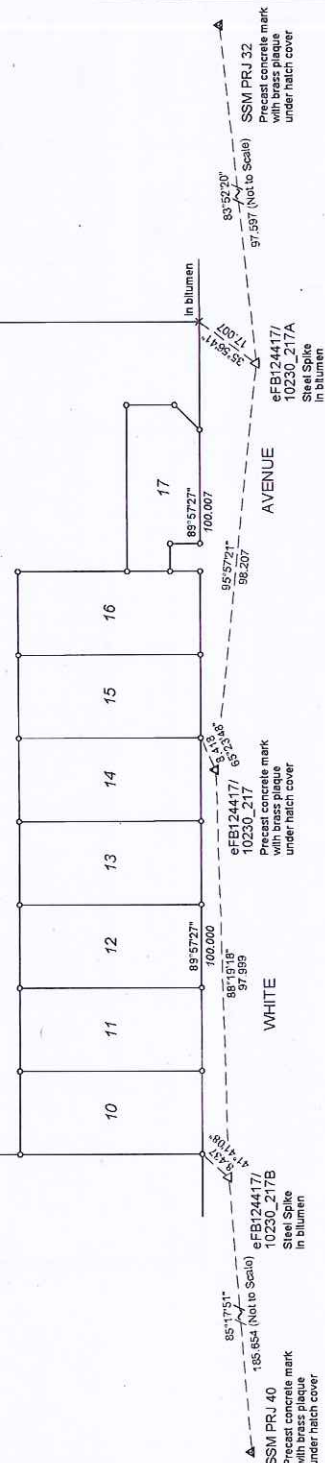 10
11
12
13
14
15
16
17
In bitumen
89°57'27"
100.007
35°56'41"
17.007
83°52'20"
97.597 (Not to Scale)
SSM PRJ 32
Precast concrete mark
with brass plaque
under hatch cover
eFB124417/
10230_217A
Steel Spike
In bitumen
95°57'21"
98.207
AVENUE
65°23'48"
eFB124417/
10230_217
Precast concrete mark
with brass plaque
under hatch cover
89°57'27"
100.000
88°19'18"
97.999
WHITE
41°41'08"
eFB124417/
10230_217B
Steel Spike
In bitumen
85°17'51"
185.654 (Not to Scale)
SSM PRJ 40
Precast concrete mark
with brass plaque
under hatch cover